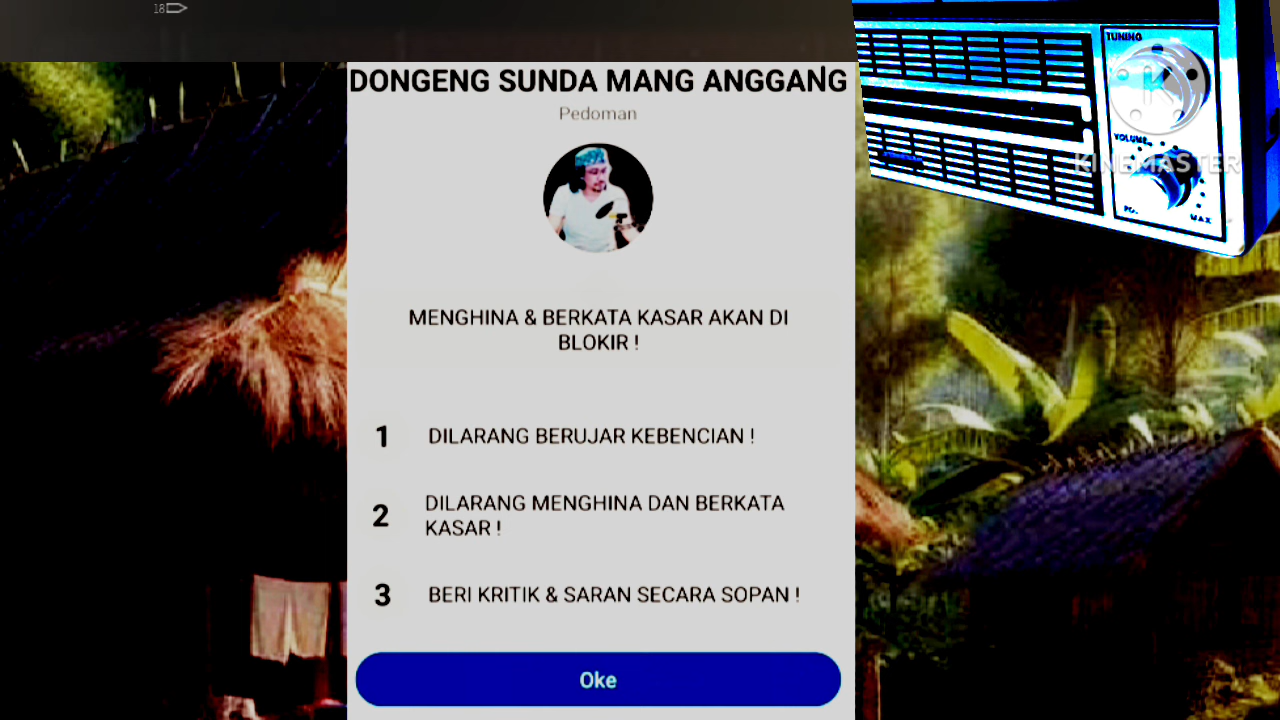 18
DONGENG SUNDA MANG ANGGANG
Pedoman
MENGHINA & BERKATA KASAR AKAN DI
BLOKIR !
1 DILARANG BERUJAR KEBENCIAN !
2 DILARANG MENGHINA DAN BERKATA
KASAR !
3 BERI KRITIK & SARAN SECARA SOPAN !
Oke
TUNING
K
VOLUME
KINEMASTER
MAX